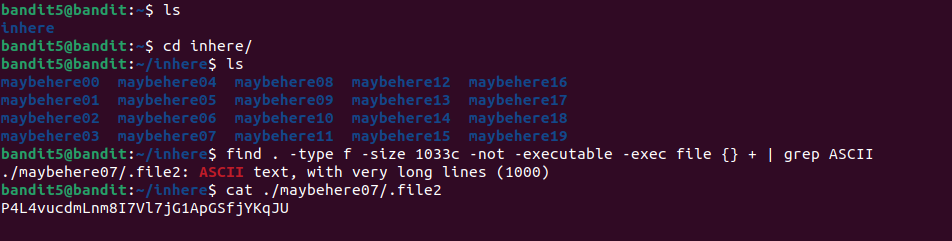 bandit5@bandit:~$ ls
inhere
bandit5@bandit:~$ cd inhere/
bandit5@bandit:~/inhere$ ls
maybehere00  maybehere04  maybehere08  maybehere12  maybehere16
maybehere01  maybehere05  maybehere09  maybehere13  maybehere17
maybehere02  maybehere06  maybehere10  maybehere14  maybehere18
maybehere03  maybehere07  maybehere11  maybehere15  maybehere19
bandit5@bandit:~/inhere$ find . -type f -size 1033c -not -executable -exec file {} + | grep ASCII
./maybehere07/.file2: ASCII text, with very long lines (1000)
bandit5@bandit:~/inhere$ cat ./maybehere07/.file2
P4L4vucdmLnm8I7Vl7jG1ApGSfjYKqJU